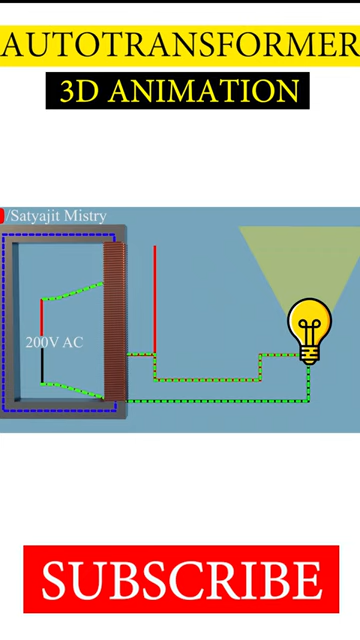 AUTOTRANSFORMER
3D ANIMATION
/Satyajit Mistry
200V AC
SUBSCRIBE